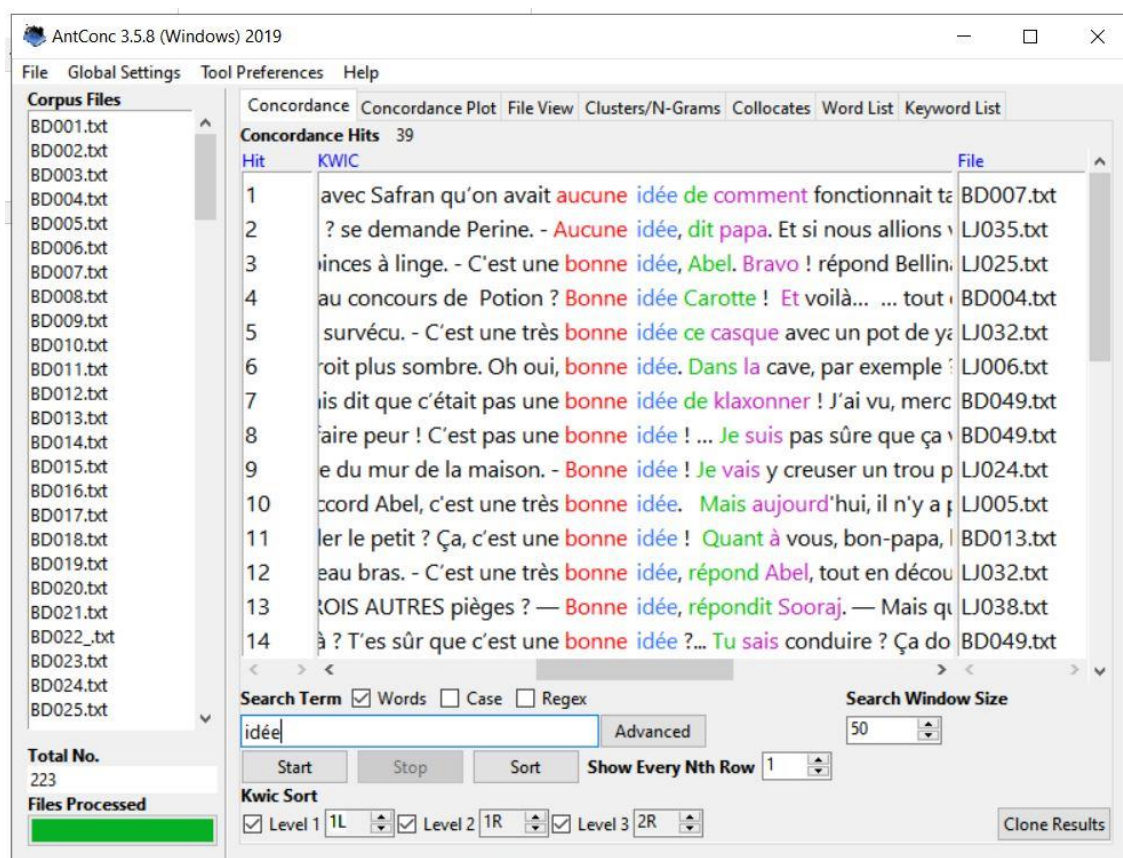 AntConc 3.5.8 (Windows) 2019
File Global Settings Tool Preferences Help
Corpus Files
BD001.txt
BD002.txt
BD003.txt
BD004.txt
BD005.txt
BD006.txt
BD007.txt
BD008.txt
BD009.txt
BD010.txt
BD011.txt
BD012.txt
BD013.txt
BD014.txt
BD015.txt
BD016.txt
BD017.txt
BD018.txt
BD019.txt
BD020.txt
BD021.txt
BD022_.txt
BD023.txt
BD024.txt
BD025.txt
Total No.
223
Files Processed
Concordance Concordance Plot File View Clusters/N-Grams Collocates Word List Keyword List
Concordance Hits 39
Hit KWIC File
1 avec Safran qu'on avait aucune idée de comment fonctionnait ta BD007.txt
2 ? se demande Perine. - Aucune idée, dit papa. Et si nous allions LJ035.txt
3 inces à linge. - C'est une bonne idée, Abel. Bravo ! répond Bellin LJ025.txt
4 au concours de Potion ? Bonne idée Carotte ! Et voilà... ... tout BD004.txt
5 survécu. - C'est une très bonne idée ce casque avec un pot de ya LJ032.txt
6 roit plus sombre. Oh oui, bonne idée. Dans la cave, par exemple LJ006.txt
7 is dit que c'était pas une bonne idée de klaxonner ! J'ai vu, merc BD049.txt
8 faire peur ! C'est pas une bonne idée ! ... Je suis pas sûre que ça BD049.txt
9 e du mur de la maison. - Bonne idée ! Je vais y creuser un trou p LJ024.txt
10 ccord Abel, c'est une très bonne idée. Mais aujourd'hui, il n'y a LJ005.txt
11 ler le petit ? Ça, c'est une bonne idée ! Quant à vous, bon-papa, BD013.txt
12 eau bras. - C'est une très bonne idée, répond Abel, tout en décou LJ032.txt
13 ROIS AUTRES pièges ? — Bonne idée, répondit Sooraj. — Mais qu LJ038.txt
14 à ? T'es sûr que c'est une bonne idée ?... Tu sais conduire ? Ça do BD049.txt
Search Term Words Case Regex Search Window Size
idée Advanced 50
Start Stop Sort Show Every Nth Row 1
Kwic Sort
Level 1 1L Level 2 1R Level 3 2R Clone Results